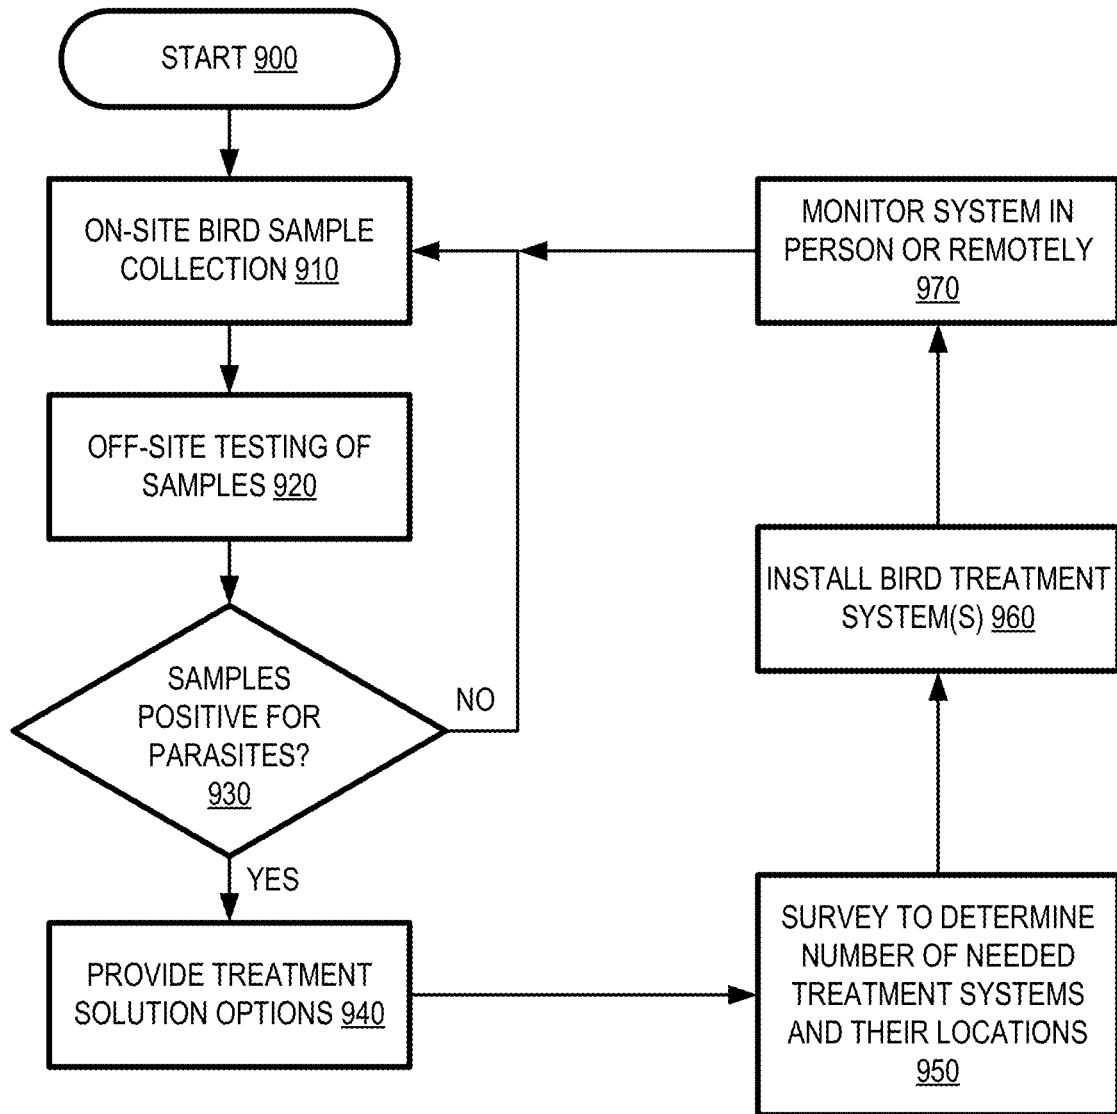 START 900
ON-SITE BIRD SAMPLE
COLLECTION 910
OFF-SITE TESTING OF
SAMPLES 920
SAMPLES
POSITIVE FOR
PARASITES?
930
NO
YES
PROVIDE TREATMENT
SOLUTION OPTIONS 940
SURVEY TO DETERMINE
NUMBER OF NEEDED
TREATMENT SYSTEMS
AND THEIR LOCATIONS
950
INSTALL BIRD TREATMENT
SYSTEM(S) 960
MONITOR SYSTEM IN
PERSON OR REMOTELY
970